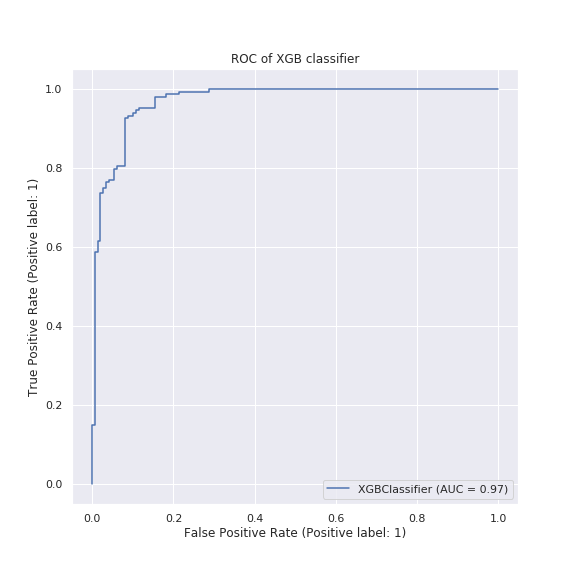 ROC of XGB classifier
True Positive Rate (Positive label: 1)
1.0
0.8
0.6
0.4
0.2
0.0
XGBClassifier (AUC = 0.97)
0.0 0.2 0.4 0.6 0.8 1.0
False Positive Rate (Positive label: 1)